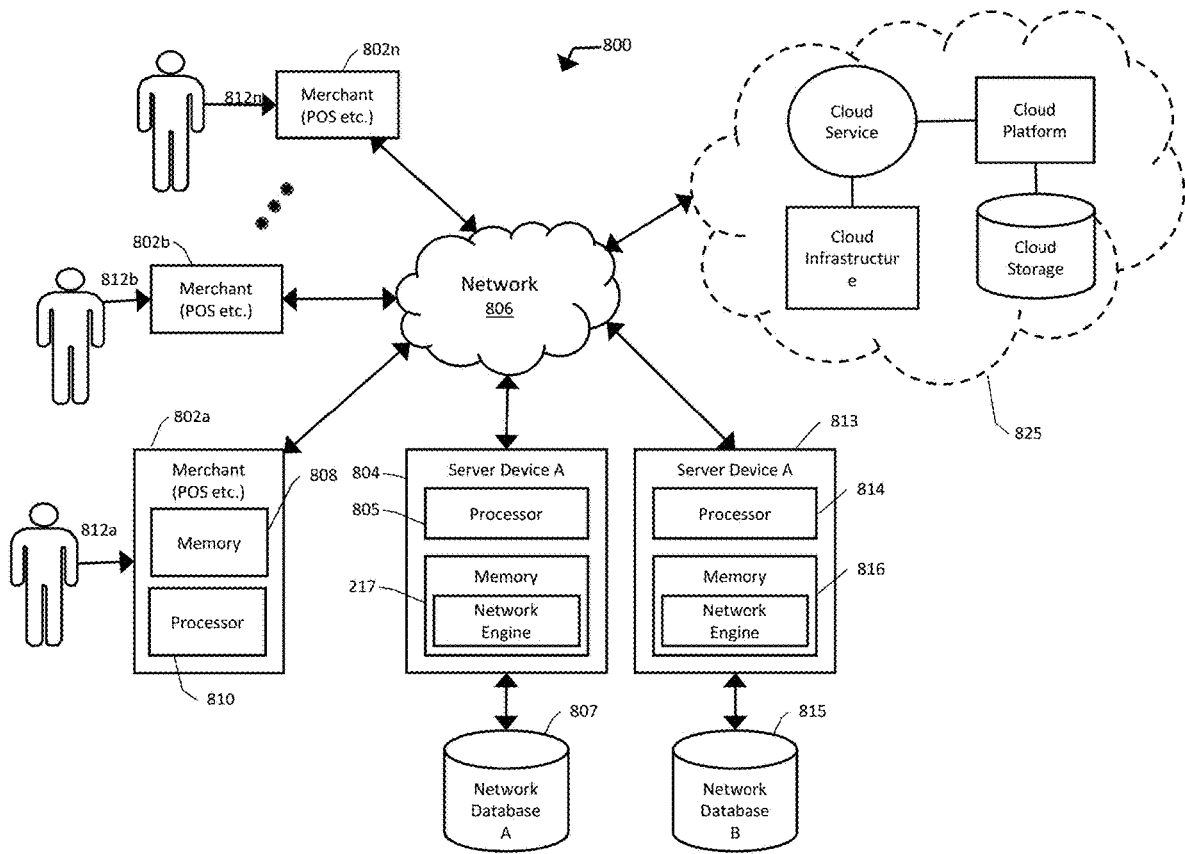 802n
800
812n
Merchant
(POS etc.)
Cloud
Service
Cloud
Platform
802b
812b
Merchant
(POS etc.)
Network
806
Cloud
Infrastructur
e
Cloud
Storage
825
802a
812a
Merchant
(POS etc.)
808
Memory
Processor
810
804
Server Device A
805
Processor
217
Memory
Network
Engine
813
Server Device A
814
Processor
816
Memory
Network
Engine
807
Network
Database
A
815
Network
Database
B